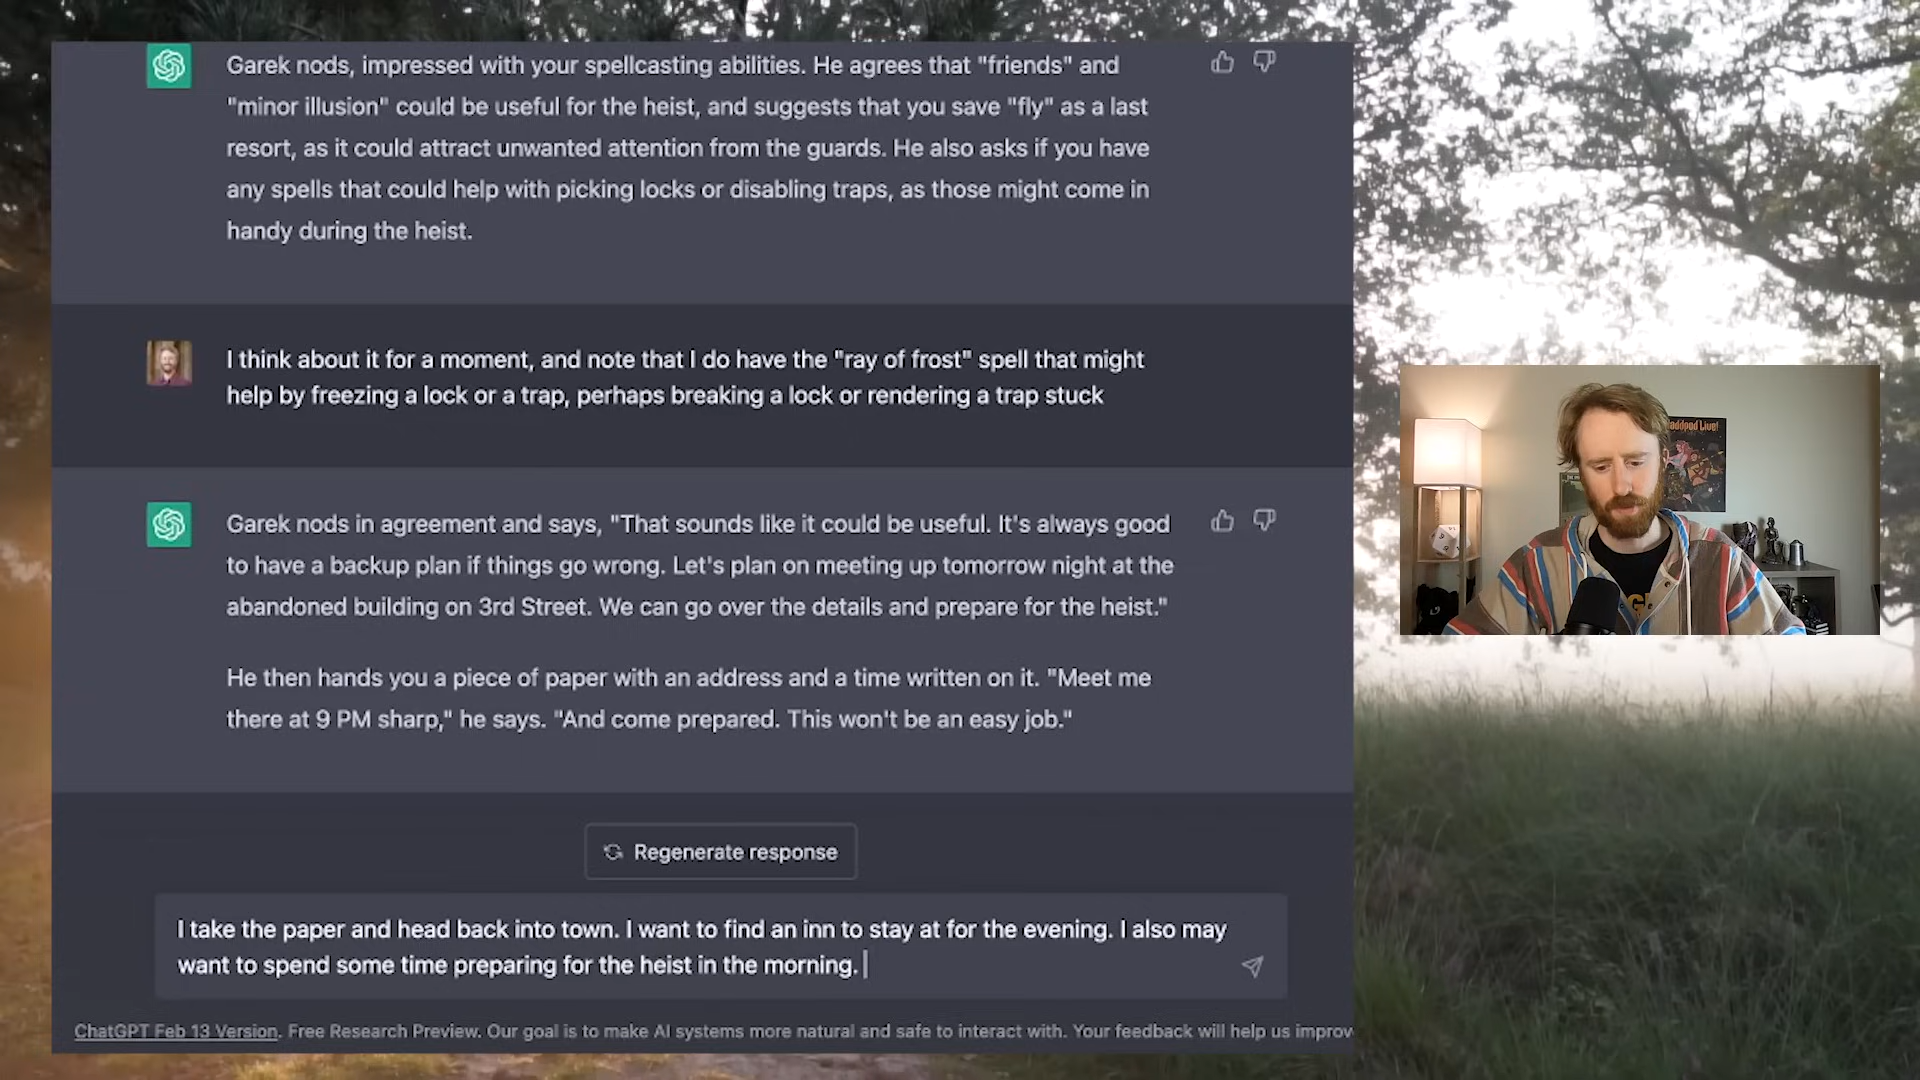 Garek nods, impressed with your spellcasting abilities. He agrees that "friends" and
"minor illusion" could be useful for the heist, and suggests that you save "fly" as a last
resort, as it could attract unwanted attention from the guards. He also asks if you have
any spells that could help with picking locks or disabling traps, as those might come in
handy during the heist.
I think about it for a moment, and note that I do have the "ray of frost" spell that might
help by freezing a lock or a trap, perhaps breaking a lock or rendering a trap stuck
Garek nods in agreement and says, "That sounds like it could be useful. It's always good
to have a backup plan if things go wrong. Let's plan on meeting up tomorrow night at the
abandoned building on 3rd Street. We can go over the details and prepare for the heist."
He then hands you a piece of paper with an address and a time written on it. "Meet me
there at 9 PM sharp," he says. "And come prepared. This won't be an easy job."
Regenerate response
I take the paper and head back into town. I want to find an inn to stay at for the evening. I also may
want to spend some time preparing for the heist in the morning.
ChatGPT Feb 13 Version. Free Research Preview. Our goal is to make AI systems more natural and safe to interact with. Your feedback will help us improv
Live!